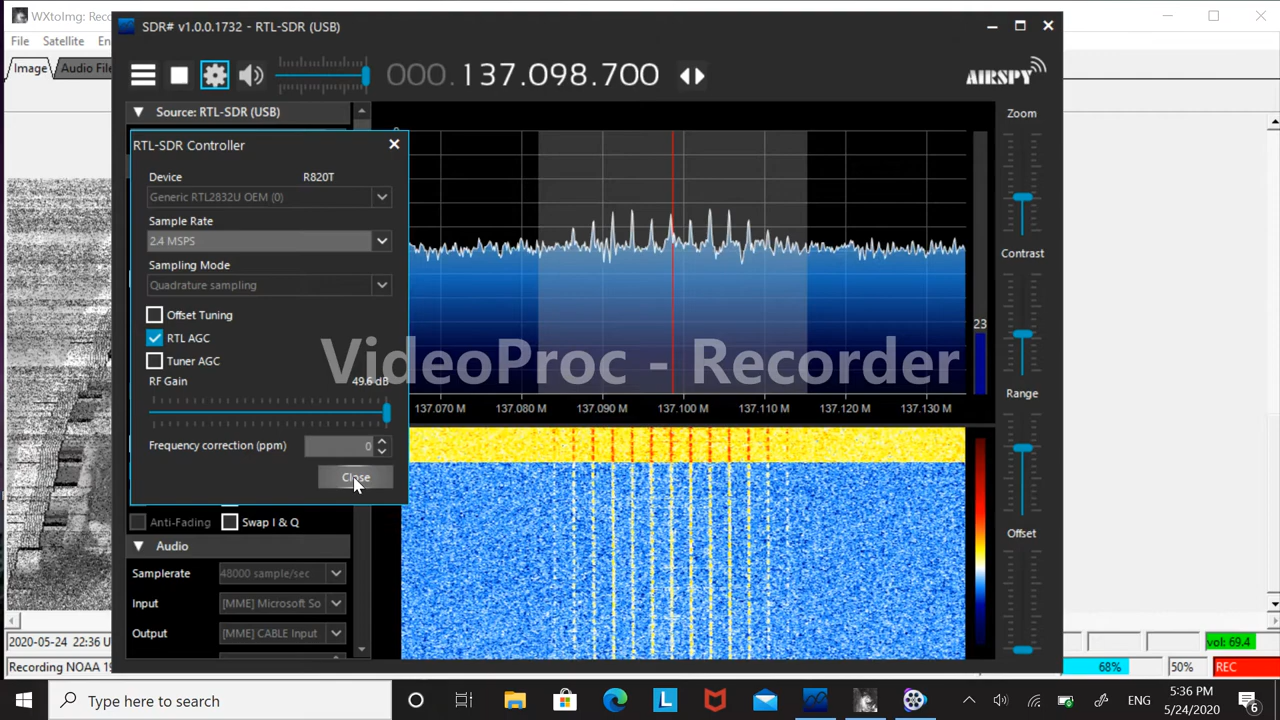 WXtoImg: Rec
File Satellite En
Image Audio File
SDR# v1.0.0.1732 - RTL-SDR (USB)
000.137.098.700
AIRSPY
Source: RTL-SDR (USB)
RTL-SDR Controller
Device R820T
Generic RTL2832U OEM (0)
Sample Rate
2.4 MSPS
Sampling Mode
Quadrature sampling
Offset Tuning
RTL AGC
Tuner AGC
RF Gain 49.6 dB
Frequency correction (ppm) 0
Close
Anti-Fading Swap I & Q
Audio
Samplerate 48000 sample/sec
Input [MME] Microsoft So
Output [MME] CABLE Input
0
23
137.070 M 137.080 M 137.090 M 137.100 M 137.110 M 137.120 M 137.130 M
Zoom
Contrast
Range
Offset
VideoProc - Recorder
2020-05-24 22:36 U
vol: 69.4
Recording NOAA 19
68% 50% REC
Type here to search
L
ENG
5:36 PM
5/24/2020
6